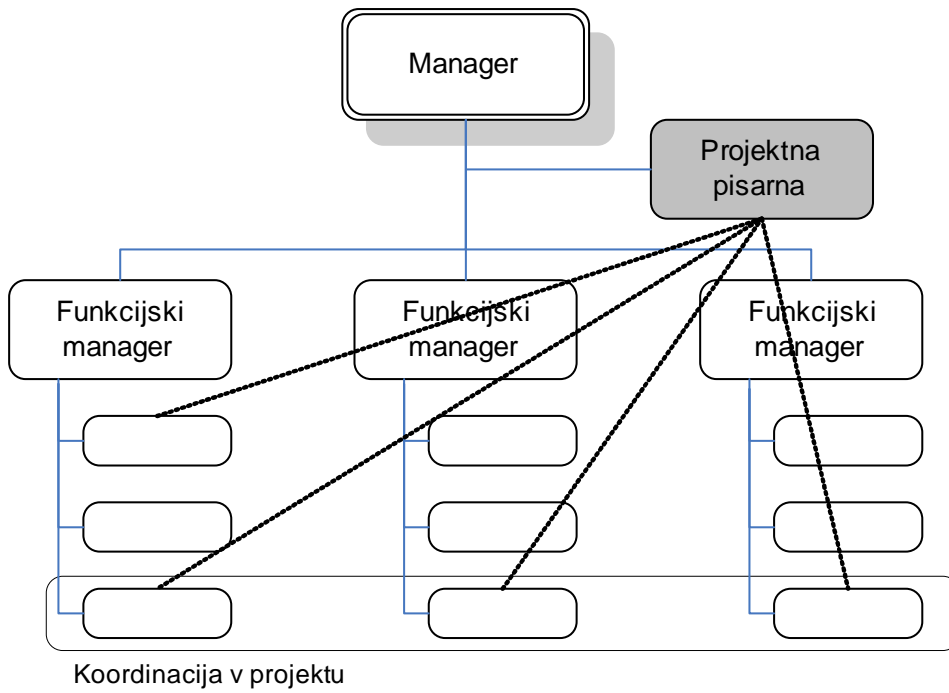 Manager
Projektna
pisarna
Funkcijski
manager
Funkcijski
manager
Funkcijski
manager
Koordinacija v projektu